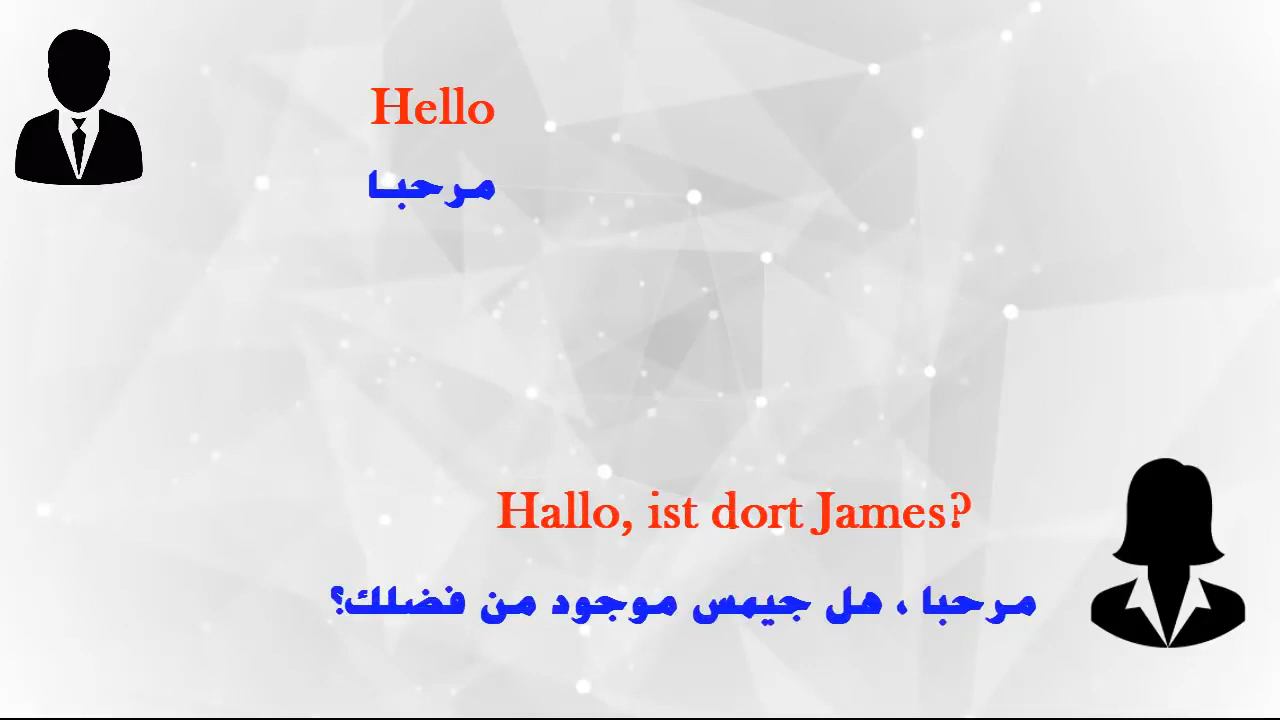 Hello
مرحبا
Hallo, ist dort James?
مرحبا ، هل جيمس موجود من فضلك؟